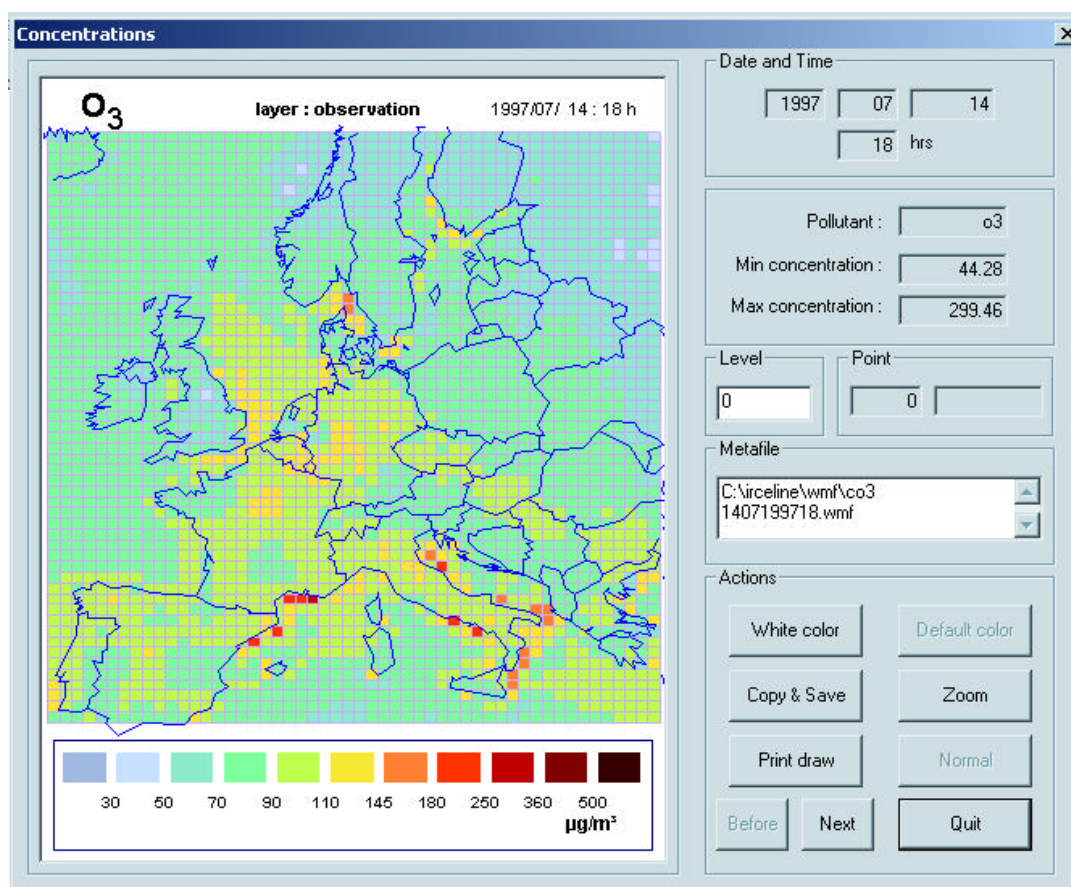 Concentrations
O3
layer : observation
1997/07/ 14 : 18 h
30 50 70 90 110 145 180 250 360 500
µg/m³
Date and Time
1997 07 14
18 hrs
Pollutant : o3
Min concentration : 44.28
Max concentration : 299.46
Level
0
Point
0
Metafile
C:\irceline\wmf\co3
1407199718.wmf
Actions
White color Default color
Copy & Save Zoom
Print draw Normal
Before Next Quit